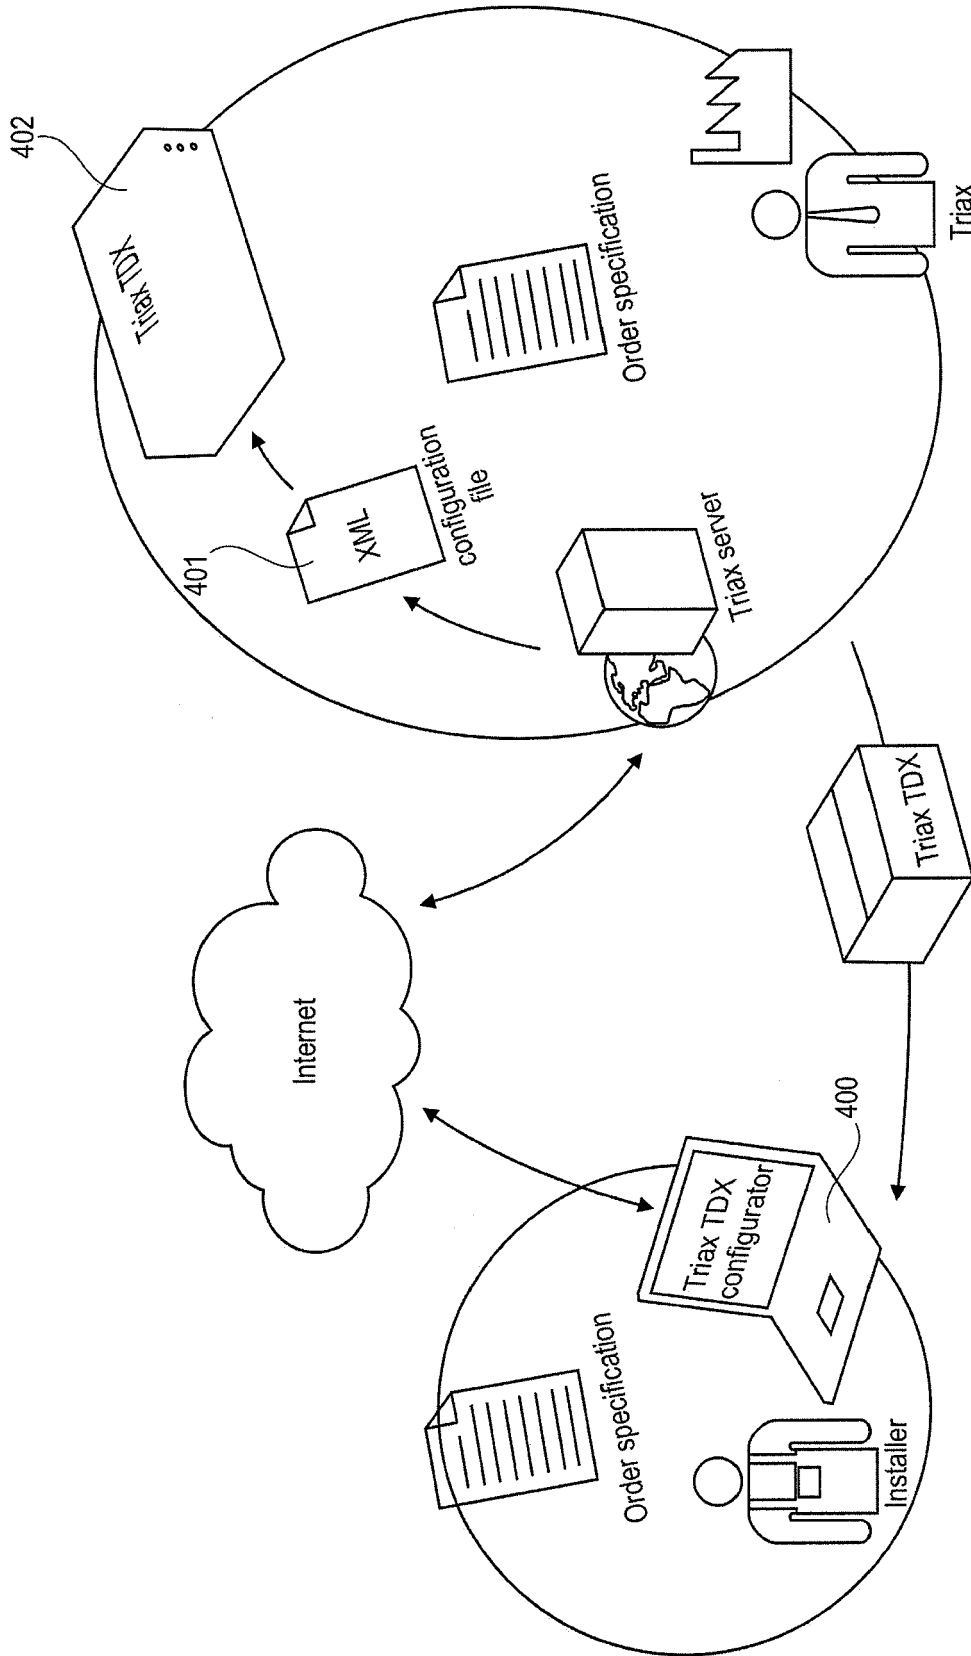 Order specification
Installer
Triax TDX
configurator
400
Internet
Triax TDX
Triax server
401
XML
configuration
file
402
Triax TDX
Order specification
Triax